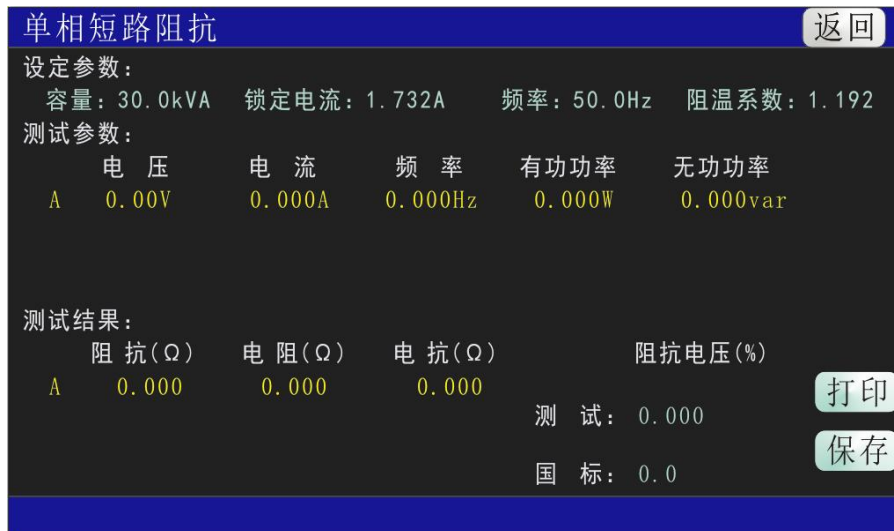 单相短路阻抗 返回
设定参数：
容量：30.0kVA 锁定电流：1.732A 频率：50.0Hz 阻温系数：1.192
测试参数：
电 压 电 流 频 率 有功功率 无功功率
A 0.00V 0.000A 0.000Hz 0.000W 0.000var
测试结果：
阻 抗(Ω) 电 阻(Ω) 电 抗(Ω) 阻抗电压(%)
A 0.000 0.000 0.000
打印
测 试：0.000
保存
国 标：0.0